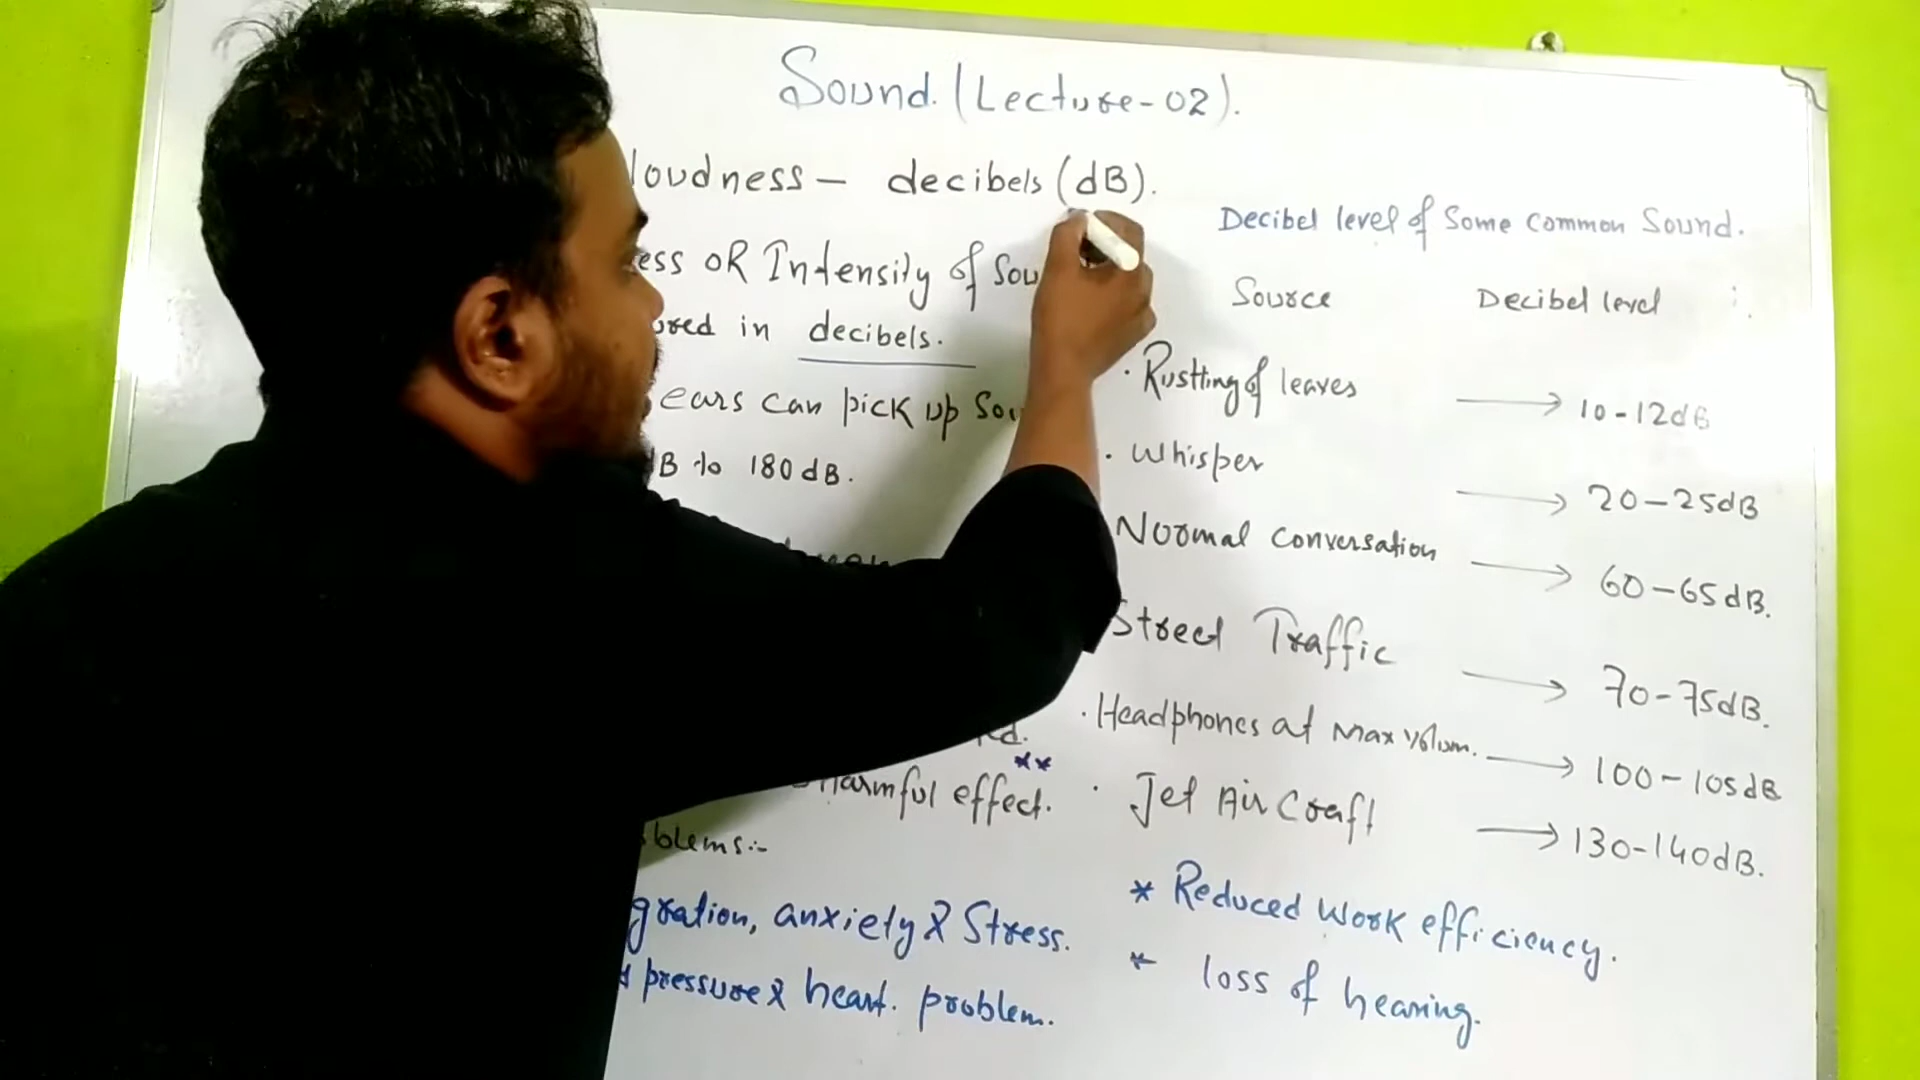 Sound. (Lecture-02).
loudness - decibels (dB).
ess OR Intensity of Sou
ured in decibels.
ears can pick up Sou
dB to 180dB.
harmful effect. **
blems:-
gration, anxiety & Stress.
pressure & heart. problem.
Decibel level of Some Common Sound.
Source Decibel level
· Rustling of leaves → 10-12dB
· Whisper → 20-25dB
Normal Conversation → 60-65dB.
Street Traffic → 70-75dB.
· Headphones at max volum. → 100-105dB
· Jet Air Craft → 130-140dB.
* Reduced work efficiency.
* loss of hearing.